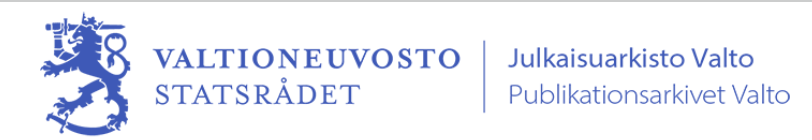 VALTIONEUVOSTO
STATSRÅDET
Julkaisuarkisto Valto
Publikationsarkivet Valto